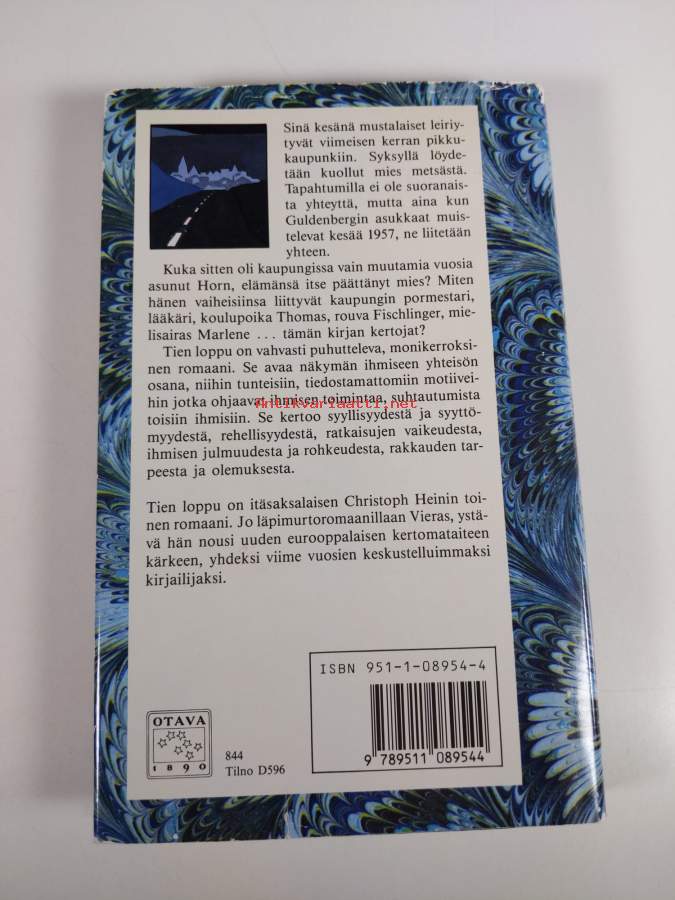 Sinä kesänä mustalaiset leiriy-
tyvät viimeisen kerran pikku-
kaupunkiin. Syksyllä löyde-
tään kuollut mies metsästä.
Tapahtumilla ei ole suoranais-
ta yhteyttä, mutta aina kun
Guldenbergin asukkaat muis-
televat kesää 1957, ne liitetään
yhteen.
Kuka sitten oli kaupungissa vain muutamia vuosia
asunut Horn, elämänsä itse päättänyt mies? Miten
hänen vaiheisiinsa liittyvät kaupungin pormestari,
lääkäri, koulupoika Thomas, rouva Fischlinger, mie-
lisairas Marlene . . . tämän kirjan kertojat?
Tien loppu on vahvasti puhutteleva, monikerroksi-
nen romaani. Se avaa näkymän ihmiseen yhteisön
osana, niihin tunteisiin, tiedostamattomiin motiivei-
hin jotka ohjaavat ihmisen toimintaa, suhtautumista
Antikvariaatti.net
toisiin ihmisiin. Se kertoo syyllisyydestä ja syyttö-
myydestä, rehellisyydestä, ratkaisujen vaikeudesta,
ihmisen julmuudesta ja rohkeudesta, rakkauden tar-
peesta ja olemuksesta.
Tien loppu on itäsaksalaisen Christoph Heinin toi-
nen romaani. Jo läpimurtoromaanillaan Vieras, ystä-
vä hän nousi uuden eurooppalaisen kertomataiteen
kärkeen, yhdeksi viime vuosien keskustelluimmaksi
kirjailijaksi.
ISBN 951-1-08954-4
9 789511 089544
OTAVA
1890
844
Tilno D596